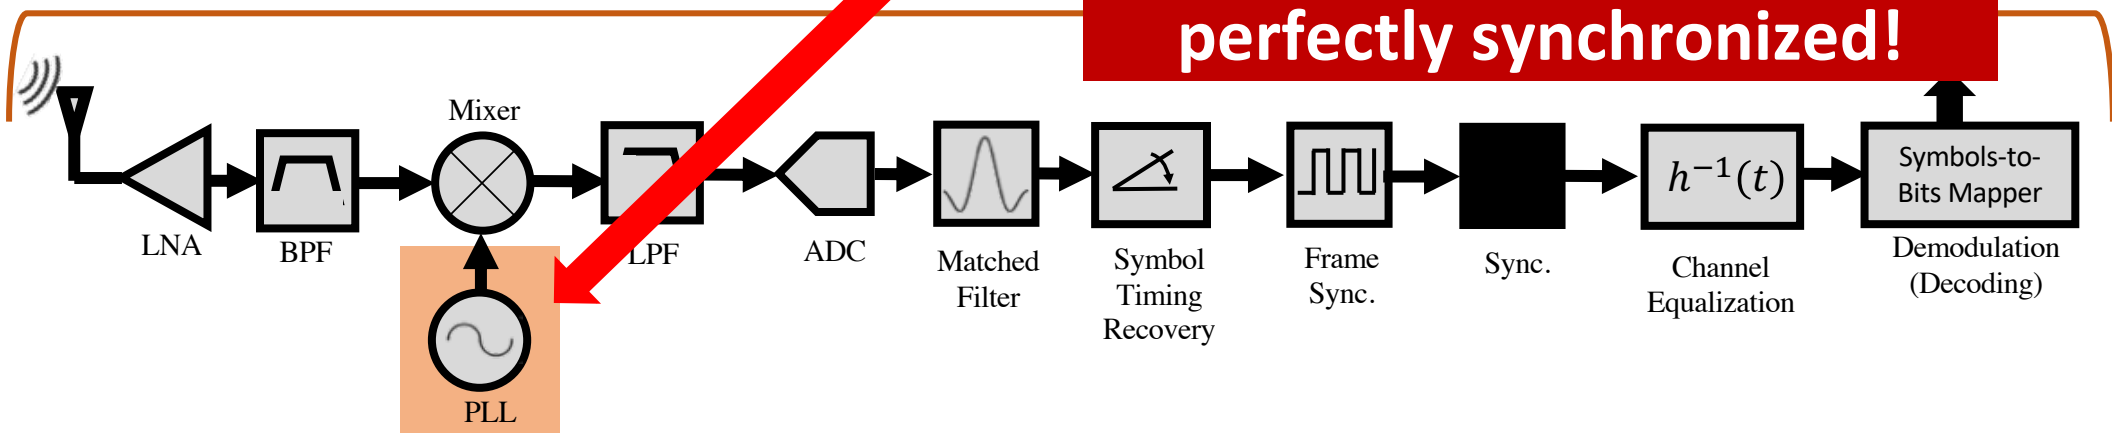 perfectly synchronized!
Mixer
LNA
BPF
PLL
LPF
ADC
Matched
Filter
Symbol
Timing
Recovery
Frame
Sync.
Sync.
h⁻¹(t)
Channel
Equalization
Symbols-to-
Bits Mapper
Demodulation
(Decoding)